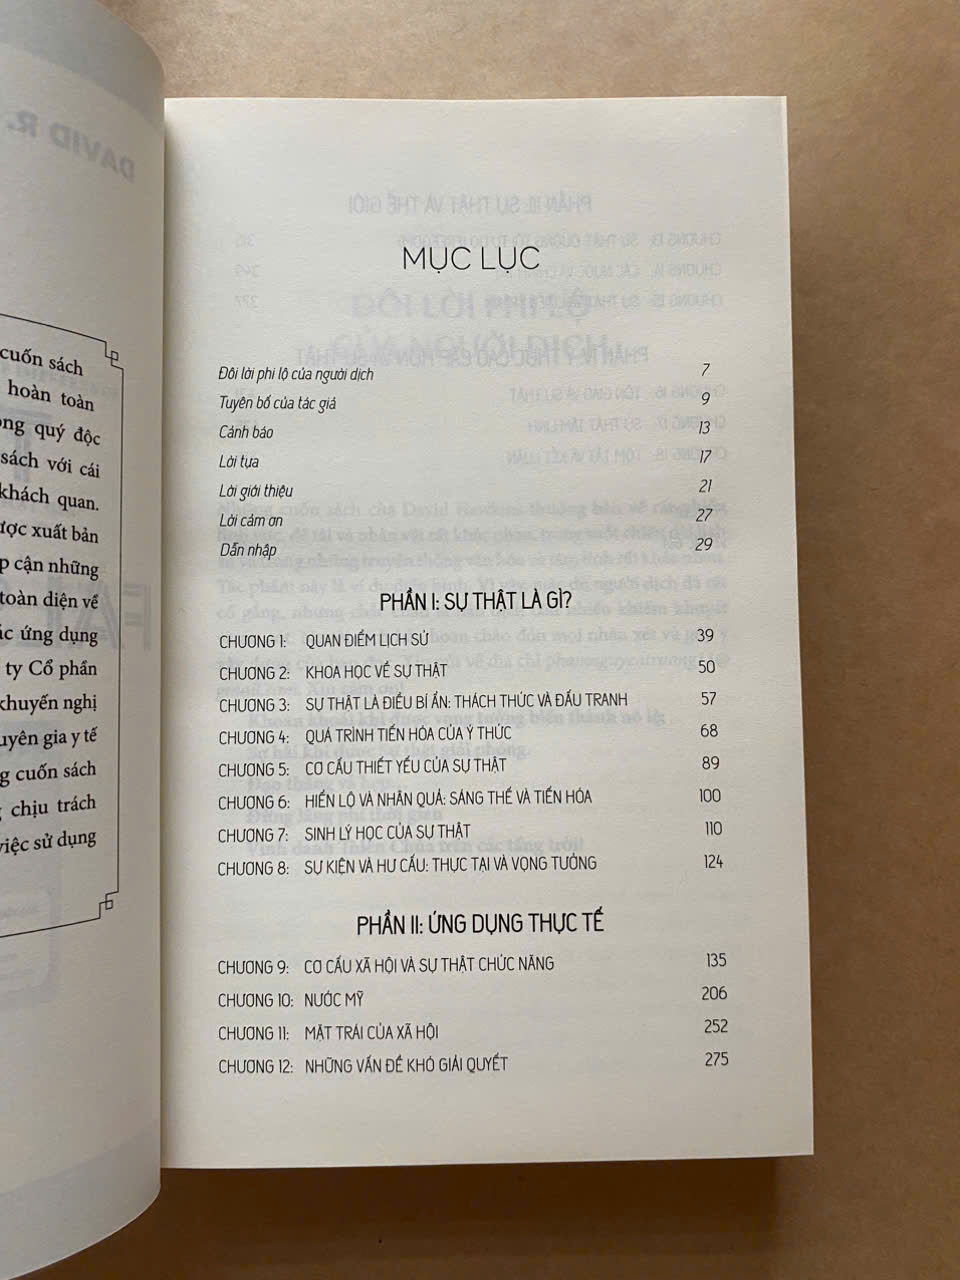 cuốn sách
hoàn toàn
quý độc
sách với cái
khách quan.
xuất bản
cận những
toàn diện về
ứng dụng
ty Cổ phần
khuyến nghị
gia y tế
cuốn sách
chịu trách
việc sử dụng
MỤC LỤC
Đôi lời phi lộ của người dịch 7
Tuyên bố của tác giả 9
Cảnh báo 13
Lời tựa 17
Lời giới thiệu 21
Lời cảm ơn 27
Dẫn nhập 29
PHẦN I: SỰ THẬT LÀ GÌ?
CHƯƠNG 1: QUAN ĐIỂM LỊCH SỬ 39
CHƯƠNG 2: KHOA HỌC VỀ SỰ THẬT 50
CHƯƠNG 3: SỰ THẬT LÀ ĐIỀU BÍ ẨN: THÁCH THỨC VÀ ĐẤU TRANH 57
CHƯƠNG 4: QUÁ TRÌNH TIẾN HÓA CỦA Ý THỨC 68
CHƯƠNG 5: CƠ CẤU THIẾT YẾU CỦA SỰ THẬT 89
CHƯƠNG 6: HIỂN LỘ VÀ NHÂN QUẢ: SÁNG THẾ VÀ TIẾN HÓA 100
CHƯƠNG 7: SINH LÝ HỌC CỦA SỰ THẬT 110
CHƯƠNG 8: SỰ KIỆN VÀ HƯ CẤU: THỰC TẠI VÀ VỌNG TƯỞNG 124
PHẦN II: ỨNG DỤNG THỰC TẾ
CHƯƠNG 9: CƠ CẤU XÃ HỘI VÀ SỰ THẬT CHỨC NĂNG 135
CHƯƠNG 10: NƯỚC MỸ 206
CHƯƠNG 11: MẶT TRÁI CỦA XÃ HỘI 252
CHƯƠNG 12: NHỮNG VẤN ĐỀ KHÓ GIẢI QUYẾT 275